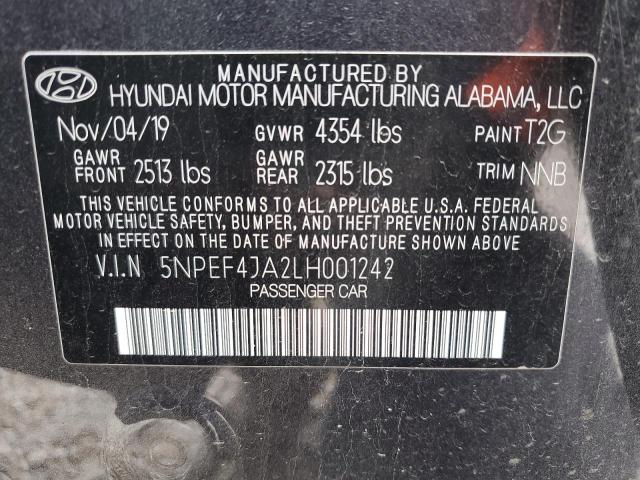 MANUFACTURED BY
HYUNDAI MOTOR MANUFACTURING ALABAMA, LLC
Nov/04/19 GVWR 4354 lbs PAINT T2G
GAWR FRONT 2513 lbs GAWR REAR 2315 lbs TRIM NNB
THIS VEHICLE CONFORMS TO ALL APPLICABLE U.S.A. FEDERAL
MOTOR VEHICLE SAFETY, BUMPER, AND THEFT PREVENTION STANDARDS
IN EFFECT ON THE DATE OF MANUFACTURE SHOWN ABOVE
V.I.N 5NPEF4JA2LH001242
PASSENGER CAR